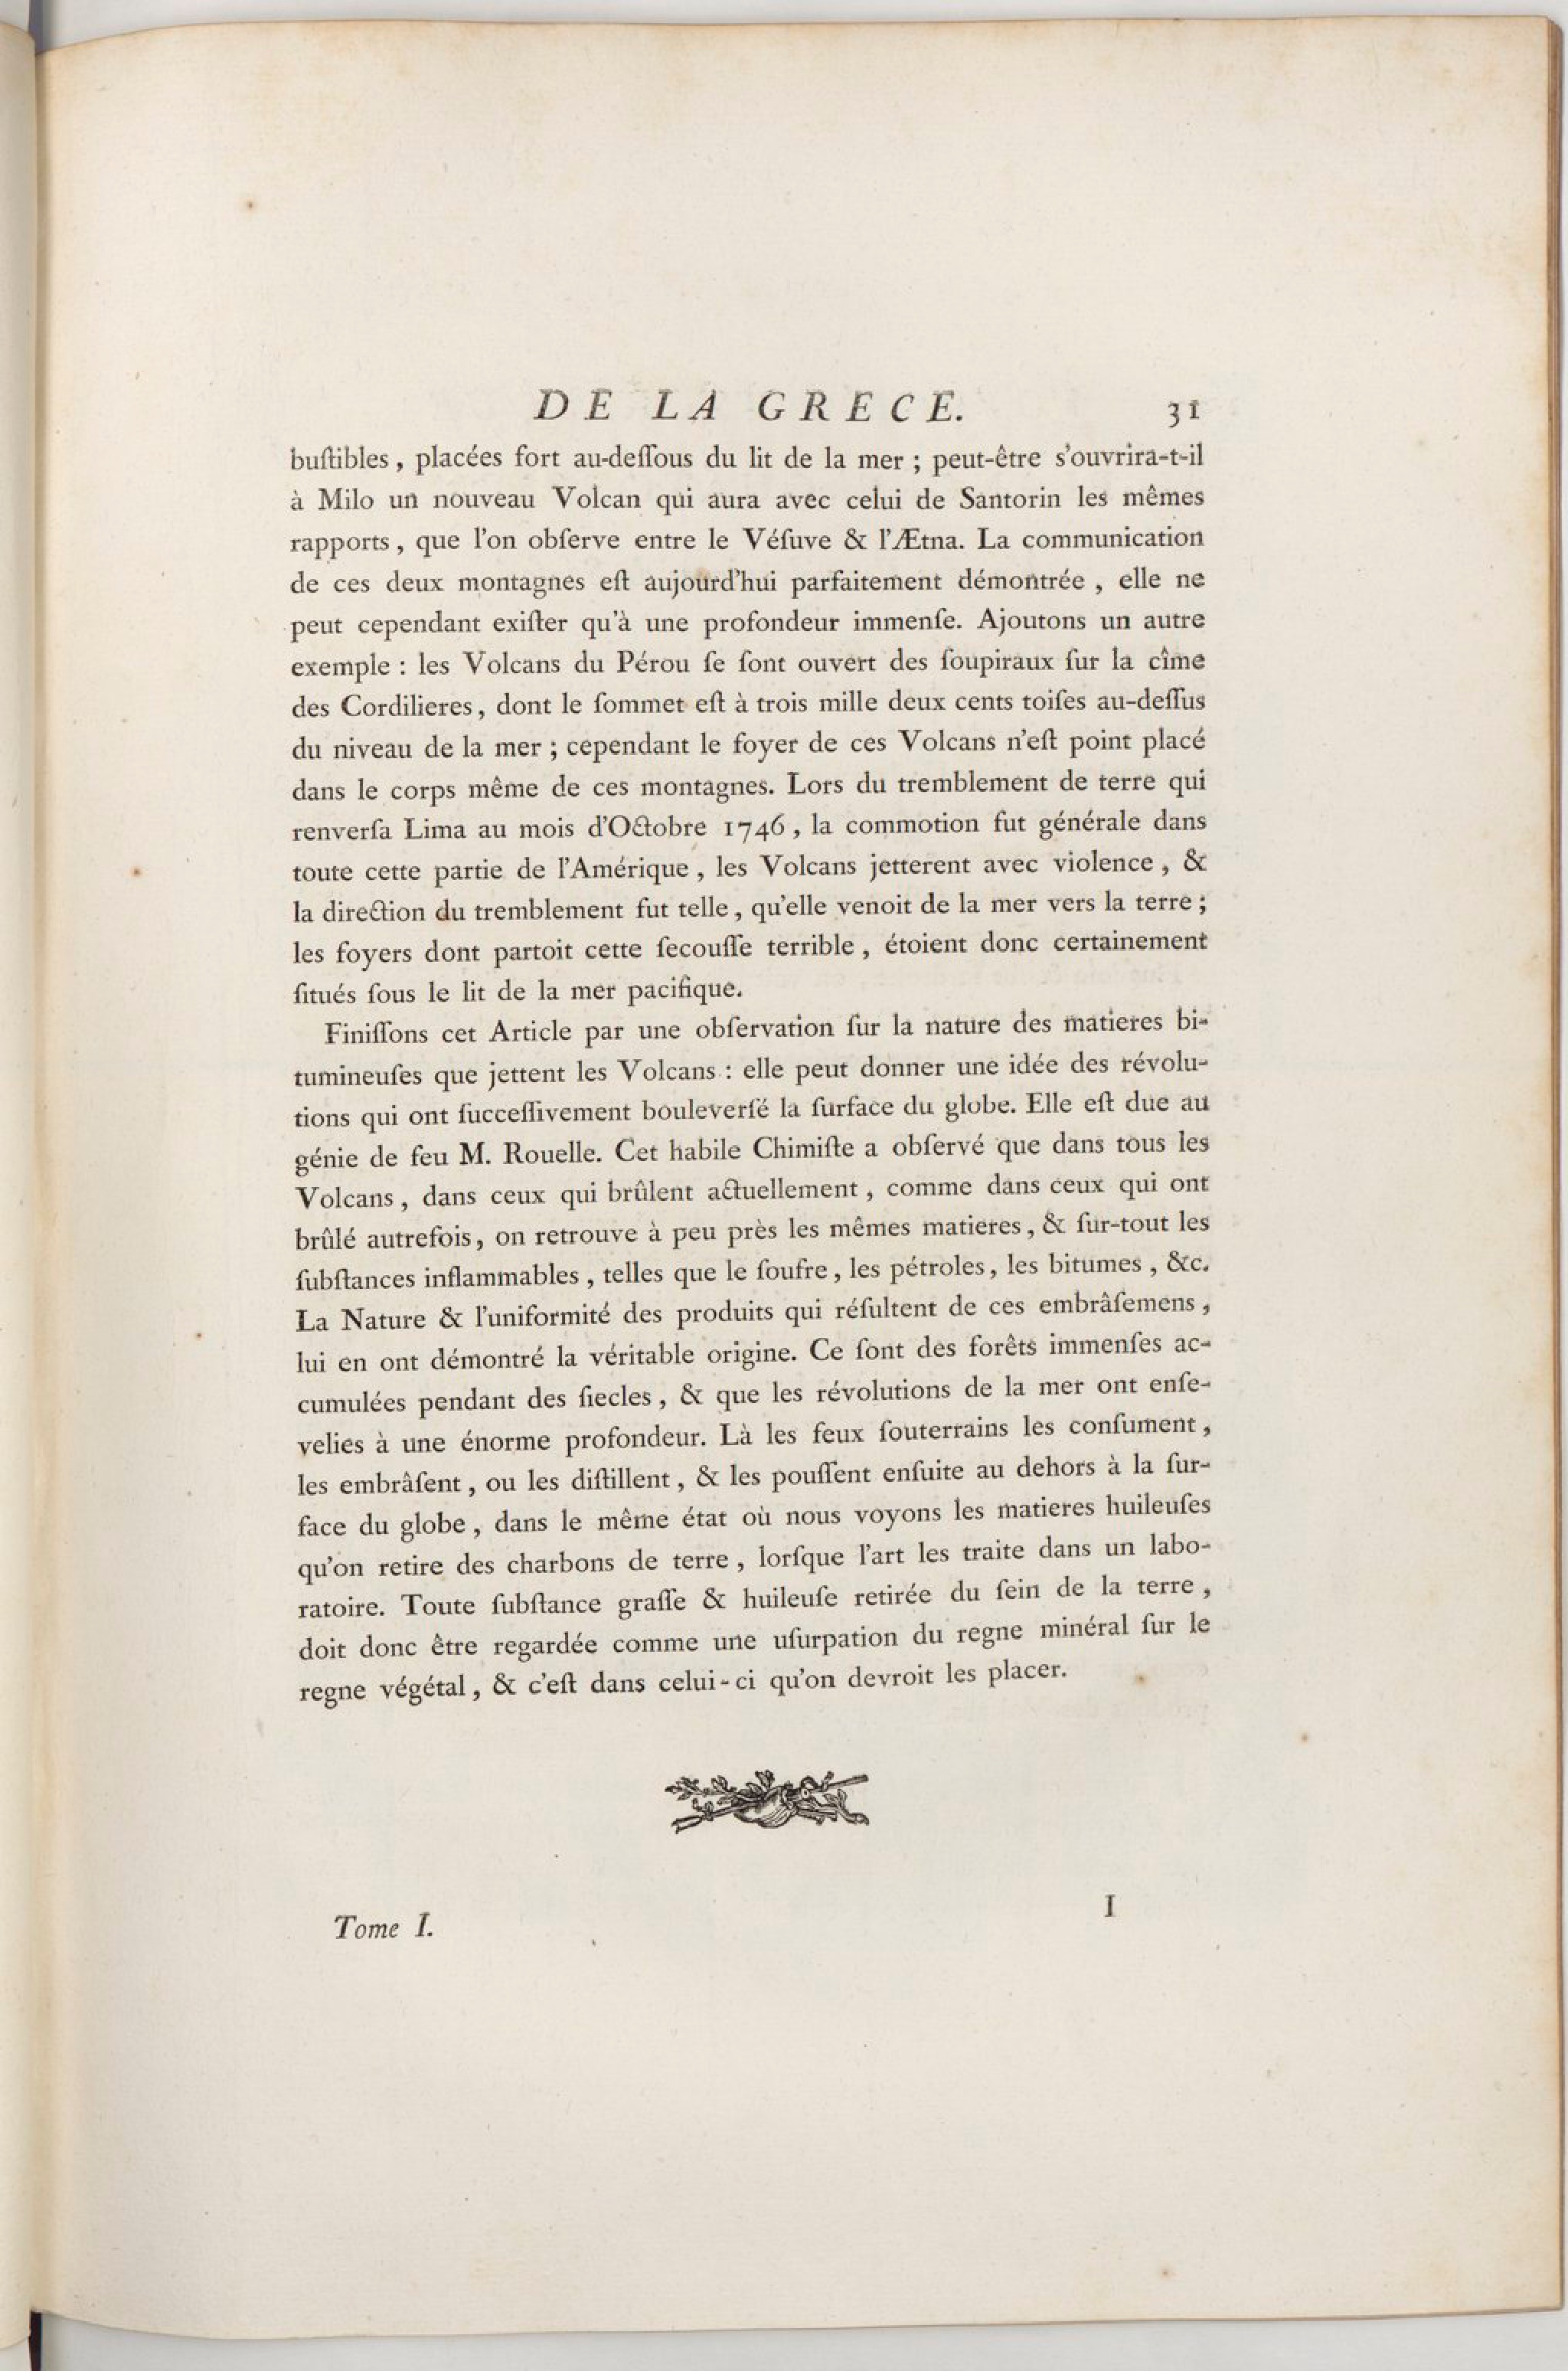 DE LA GRECE. 31
buſtibles, placées fort au-deſſous du lit de la mer ; peut-être s'ouvrira-t-il
à Milo un nouveau Volcan qui aura avec celui de Santorin les mêmes
rapports, que l'on obſerve entre le Véſuve & l'Ætna. La communication
de ces deux montagnes eſt aujourd'hui parfaitement démontrée, elle ne
peut cependant exiſter qu'à une profondeur immenſe. Ajoutons un autre
exemple : les Volcans du Pérou ſe ſont ouvert des ſoupiraux ſur la cîme
des Cordilieres, dont le ſommet eſt à trois mille deux cents toiſes au-deſſus
du niveau de la mer ; cependant le foyer de ces Volcans n'eſt point placé
dans le corps même de ces montagnes. Lors du tremblement de terre qui
renverſa Lima au mois d'Octobre 1746, la commotion fut générale dans
toute cette partie de l'Amérique, les Volcans jetterent avec violence, &
la direction du tremblement fut telle, qu'elle venoit de la mer vers la terre ;
les foyers dont partoit cette ſecouſſe terrible, étoient donc certainement
ſitués ſous le lit de la mer pacifique.
Finiſſons cet Article par une obſervation ſur la nature des matieres bi-
tumineuſes que jettent les Volcans : elle peut donner une idée des révolu-
tions qui ont ſucceſſivement bouleverſé la ſurface du globe. Elle eſt due au
génie de feu M. Rouelle. Cet habile Chimiſte a obſervé que dans tous les
Volcans, dans ceux qui brûlent actuellement, comme dans ceux qui ont
brûlé autrefois, on retrouve à peu près les mêmes matieres, & ſur-tout les
ſubſtances inflammables, telles que le ſoufre, les pétroles, les bitumes, &c.
La Nature & l'uniformité des produits qui réſultent de ces embrâſemens,
lui en ont démontré la véritable origine. Ce ſont des forêts immenſes ac-
cumulées pendant des ſiecles, & que les révolutions de la mer ont enſe-
velies à une énorme profondeur. Là les feux ſouterrains les conſument,
les embrâſent, ou les diſtillent, & les pouſſent enſuite au dehors à la ſur-
face du globe, dans le même état où nous voyons les matieres huileuſes
qu'on retire des charbons de terre, lorſque l'art les traite dans un labo-
ratoire. Toute ſubſtance graſſe & huileuſe retirée du ſein de la terre,
doit donc être regardée comme une uſurpation du regne minéral ſur le
regne végétal, & c'eſt dans celui-ci qu'on devroit les placer.
Tome I. I